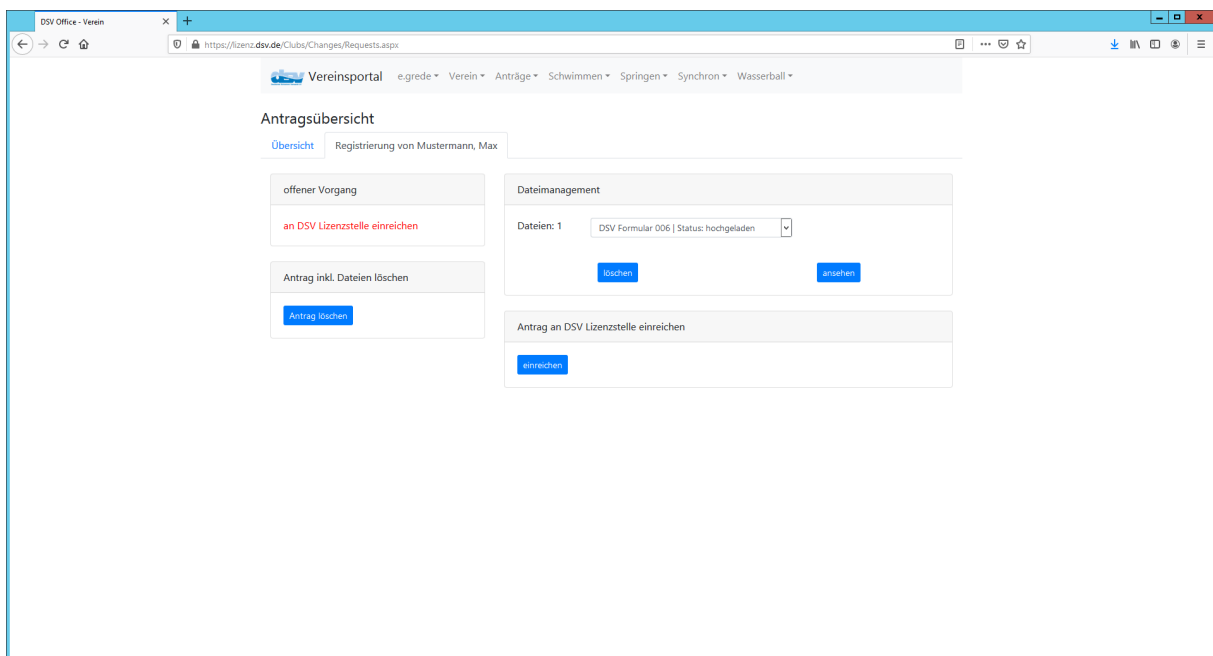 DSV Office - Verein
https://lizenz.dsv.de/Clubs/Changes/Requests.aspx
dsv Vereinsportal e.grede Verein Anträge Schwimmen Springen Synchron Wasserball
Antragsübersicht
Übersicht Registrierung von Mustermann, Max
offener Vorgang
an DSV Lizenzstelle einreichen
Antrag inkl. Dateien löschen
Antrag löschen
Dateimanagement
Dateien: 1 DSV Formular 006 | Status: hochgeladen
löschen ansehen
Antrag an DSV Lizenzstelle einreichen
einreichen